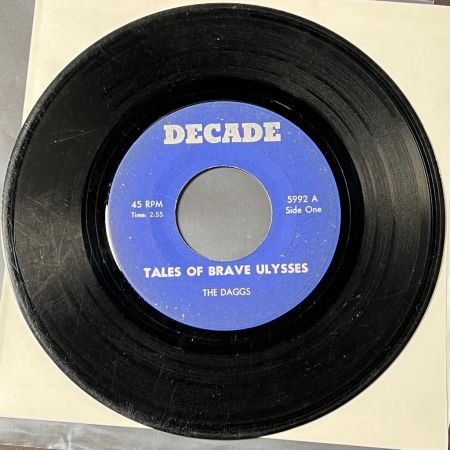 DECADE
45 RPM
Time: 2:55
5992 A
Side One
TALES OF BRAVE ULYSSES
THE DAGGS